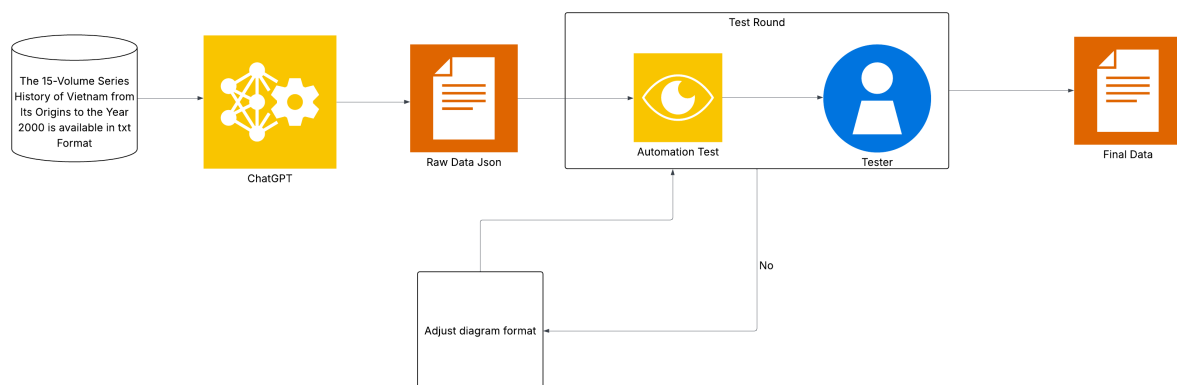 Test Round
The 15-Volume Series
History of Vietnam from
Its Origins to the Year
2000 is available in txt
Format
ChatGPT
Raw Data Json
Automation Test
Tester
Final Data
No
Adjust diagram format